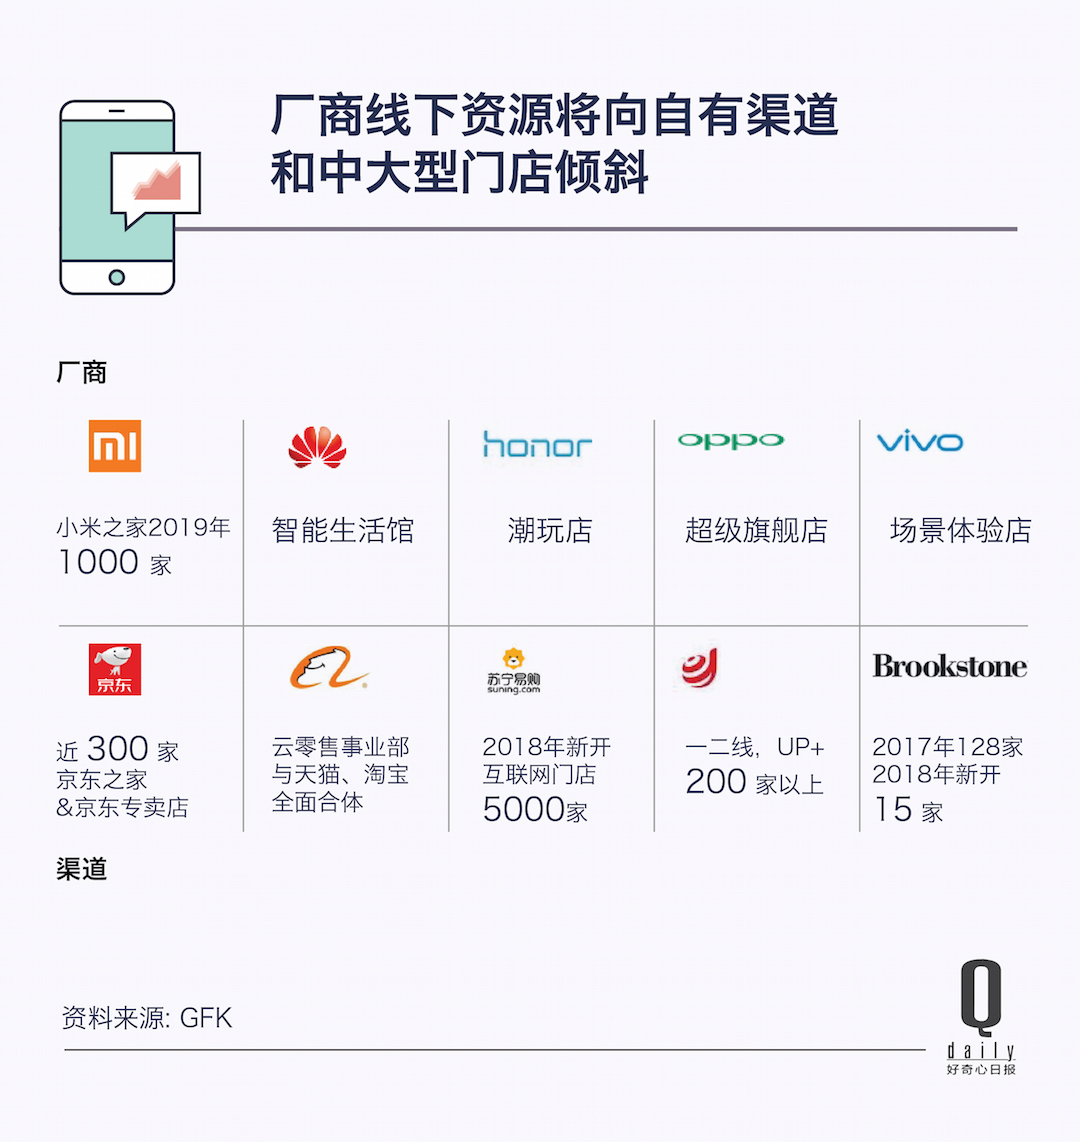 厂商线下资源将向自有渠道
和中大型门店倾斜
厂商
mi
honor
oppo
vivo
小米之家2019年
1000 家
智能生活馆
潮玩店
超级旗舰店
场景体验店
京东
苏宁易购
suning.com
Brookstone
近 300 家
京东之家
&京东专卖店
云零售事业部
与天猫、淘宝
全面合体
2018年新开
互联网门店
5000家
一二线，UP+
200 家以上
2017年128家
2018年新开
15 家
渠道
资料来源: GFK
Q
daily
好奇心日报